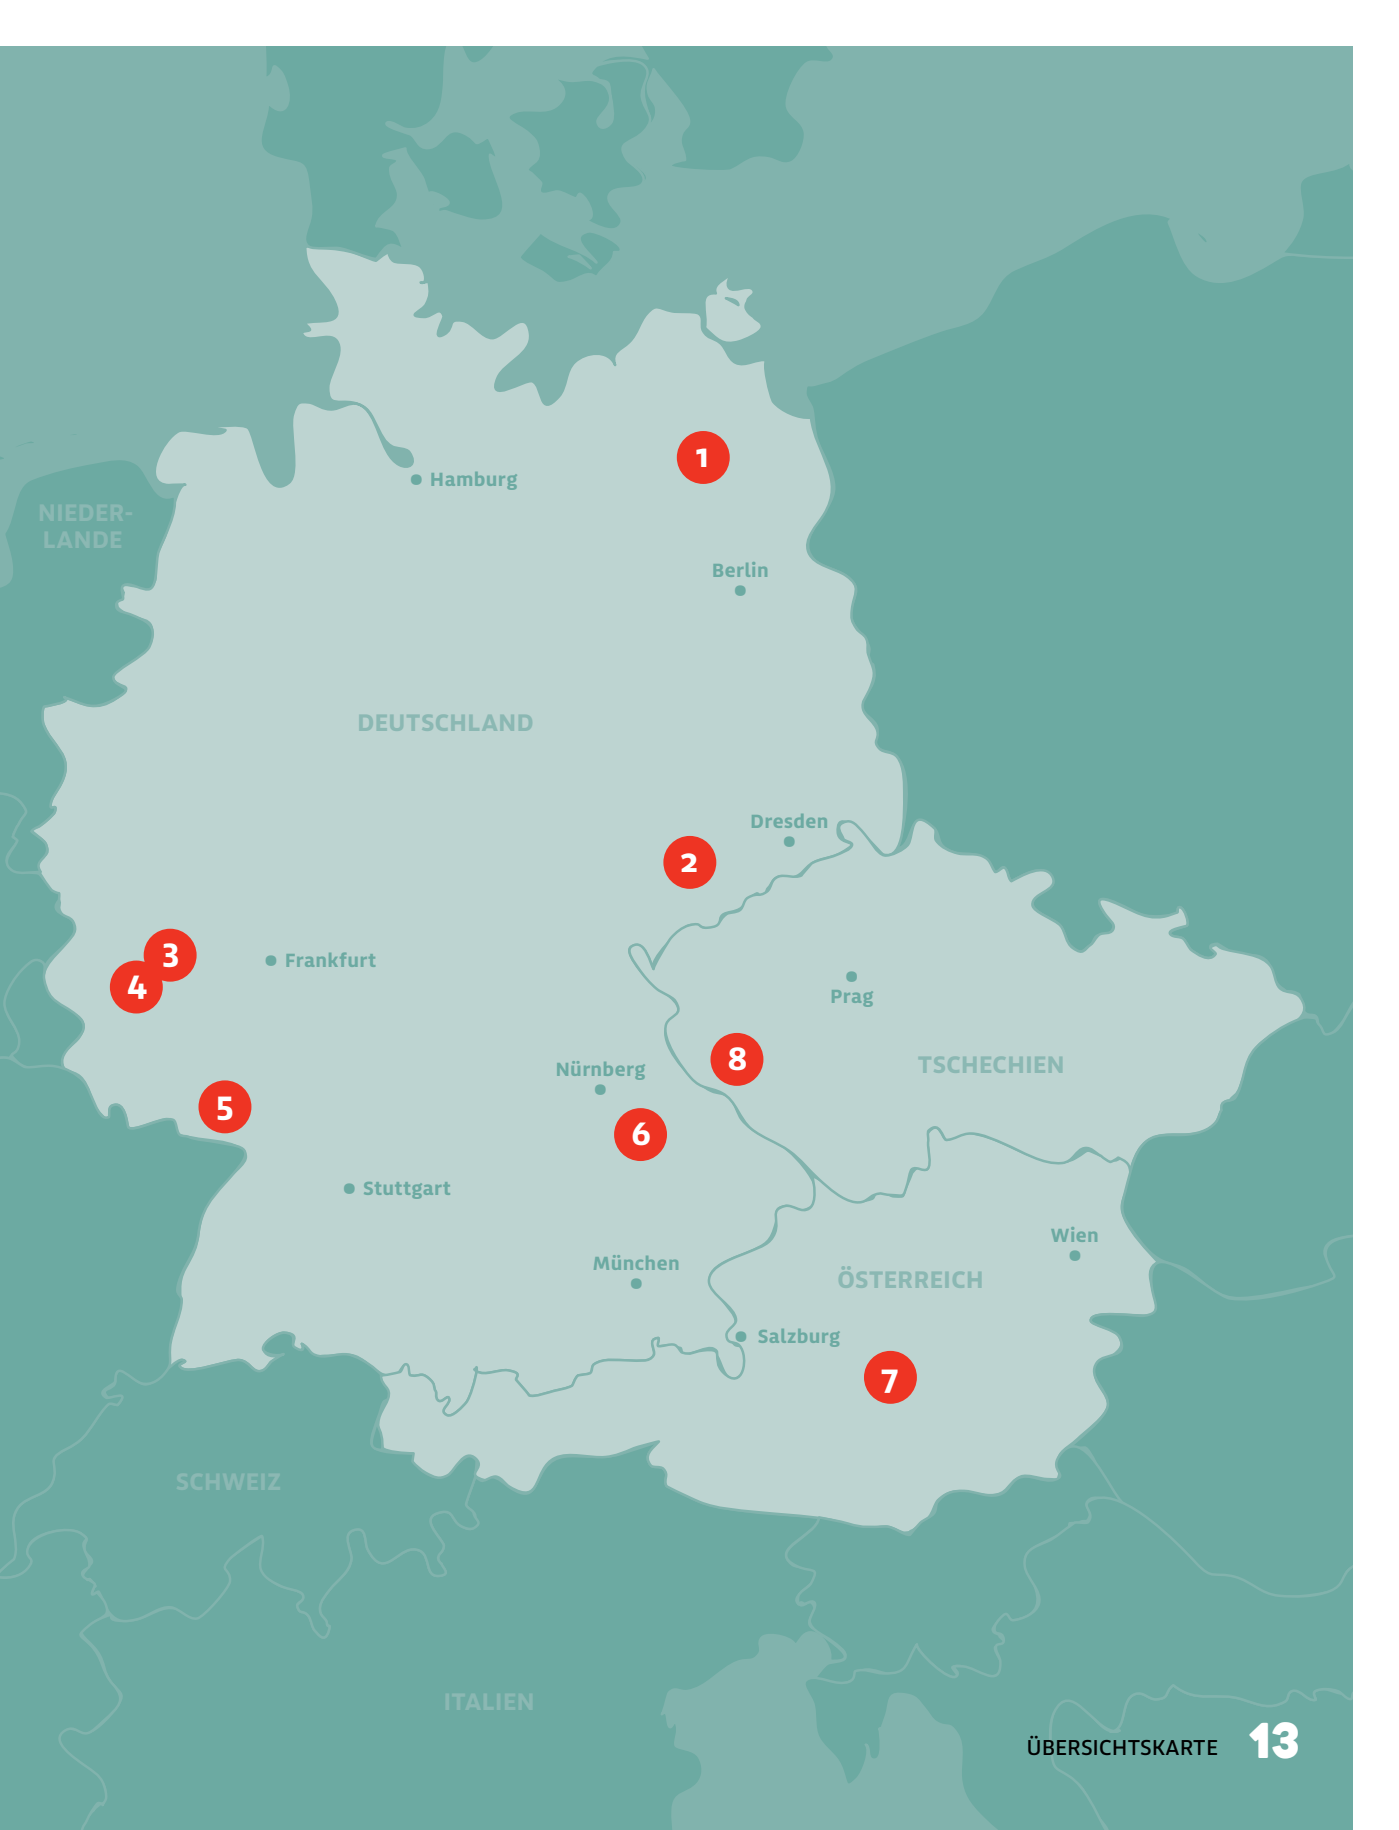 1
Hamburg
NIEDER-
LANDE
Berlin
DEUTSCHLAND
Dresden
2
3
Frankfurt
4
Prag
8
TSCHECHIEN
Nürnberg
5
6
Stuttgart
Wien
München
ÖSTERREICH
Salzburg
7
SCHWEIZ
ITALIEN
ÜBERSICHTSKARTE 13